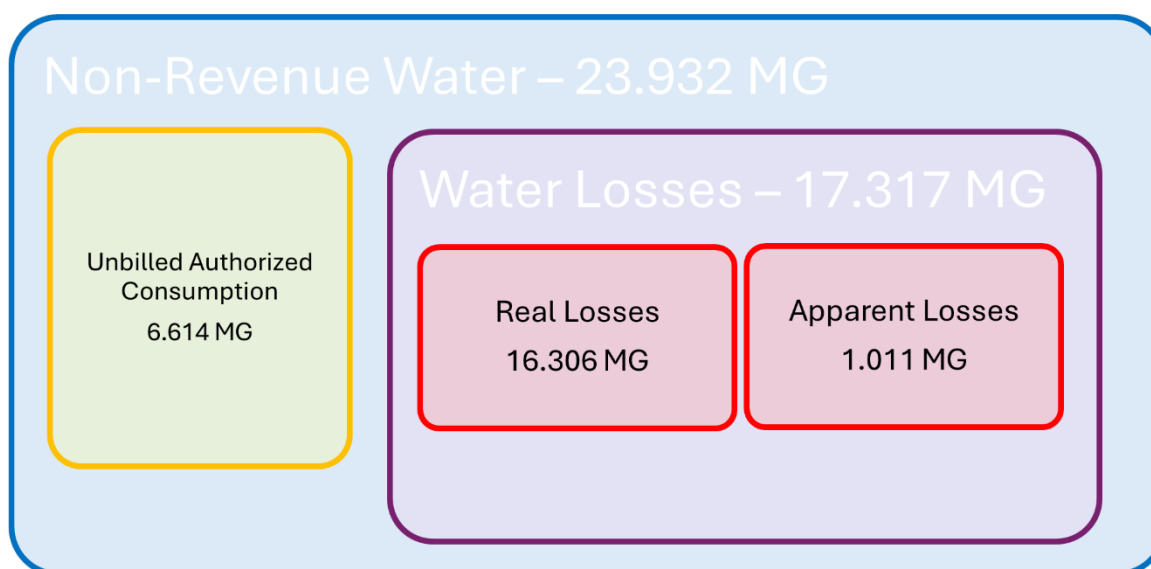 Non-Revenue Water – 23.932 MG
Unbilled Authorized
Consumption
6.614 MG
Water Losses – 17.317 MG
Real Losses
16.306 MG
Apparent Losses
1.011 MG